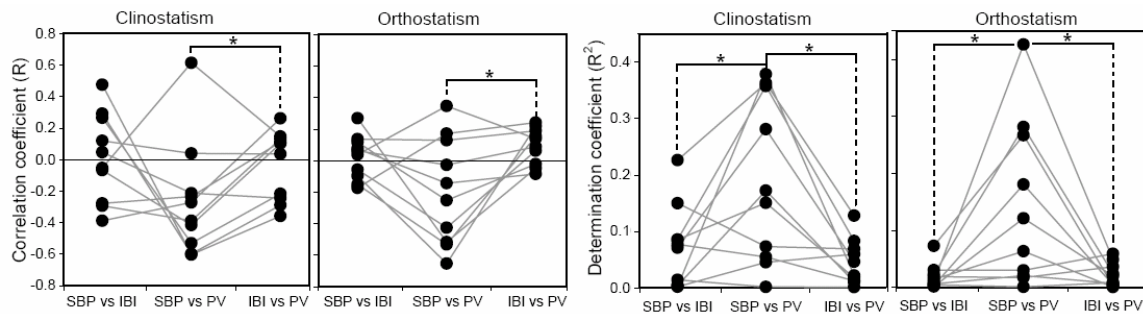 Clinostatism
Orthostatism
Clinostatism
Orthostatism
Correlation coefficient (R)
0.8
0.6
0.4
0.2
0.0
-0.2
-0.4
-0.6
-0.8
*
*
SBP vs IBI SBP vs PV IBI vs PV
SBP vs IBI SBP vs PV IBI vs PV
Determination coefficient (R²)
0.4
0.3
0.2
0.1
0.0
* *
* *
SBP vs IBI SBP vs PV IBI vs PV
SBP vs IBI SBP vs PV IBI vs PV